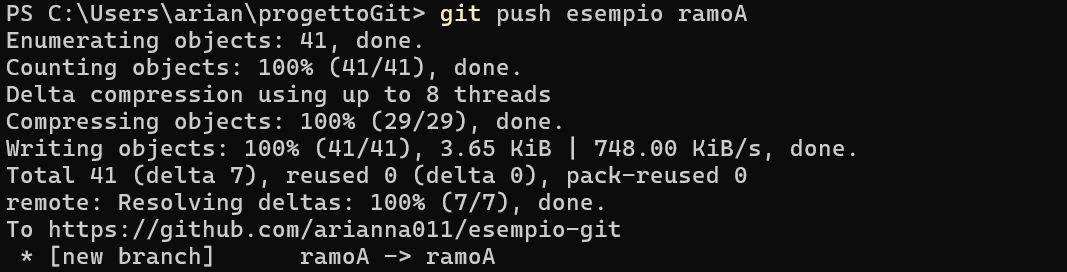 PS C:\Users\arian\progettoGit> git push esempio ramoA
Enumerating objects: 41, done.
Counting objects: 100% (41/41), done.
Delta compression using up to 8 threads
Compressing objects: 100% (29/29), done.
Writing objects: 100% (41/41), 3.65 KiB | 748.00 KiB/s, done.
Total 41 (delta 7), reused 0 (delta 0), pack-reused 0
remote: Resolving deltas: 100% (7/7), done.
To https://github.com/arianna011/esempio-git
 * [new branch]      ramoA -> ramoA